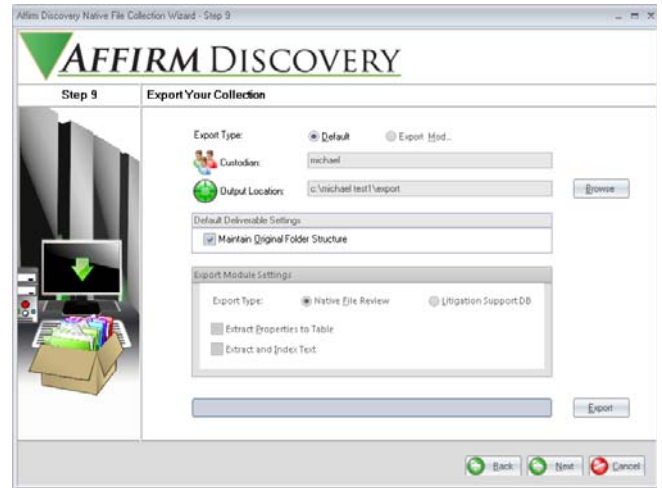 Affirm Discovery Native File Collection Wizard - Step 9
AFFIRM DISCOVERY
Step 9
Export Your Collection
Export Type:
Default
Export Mod...
Custodian:
michael
Output Location:
c:\michael test1\export
Browse
Default Deliverable Settings
Maintain Original Folder Structure
Export Module Settings
Export Type:
Native File Review
Litigation Support DB
Extract Properties to Table
Extract and Index Text
Export
Back
Next
Cancel